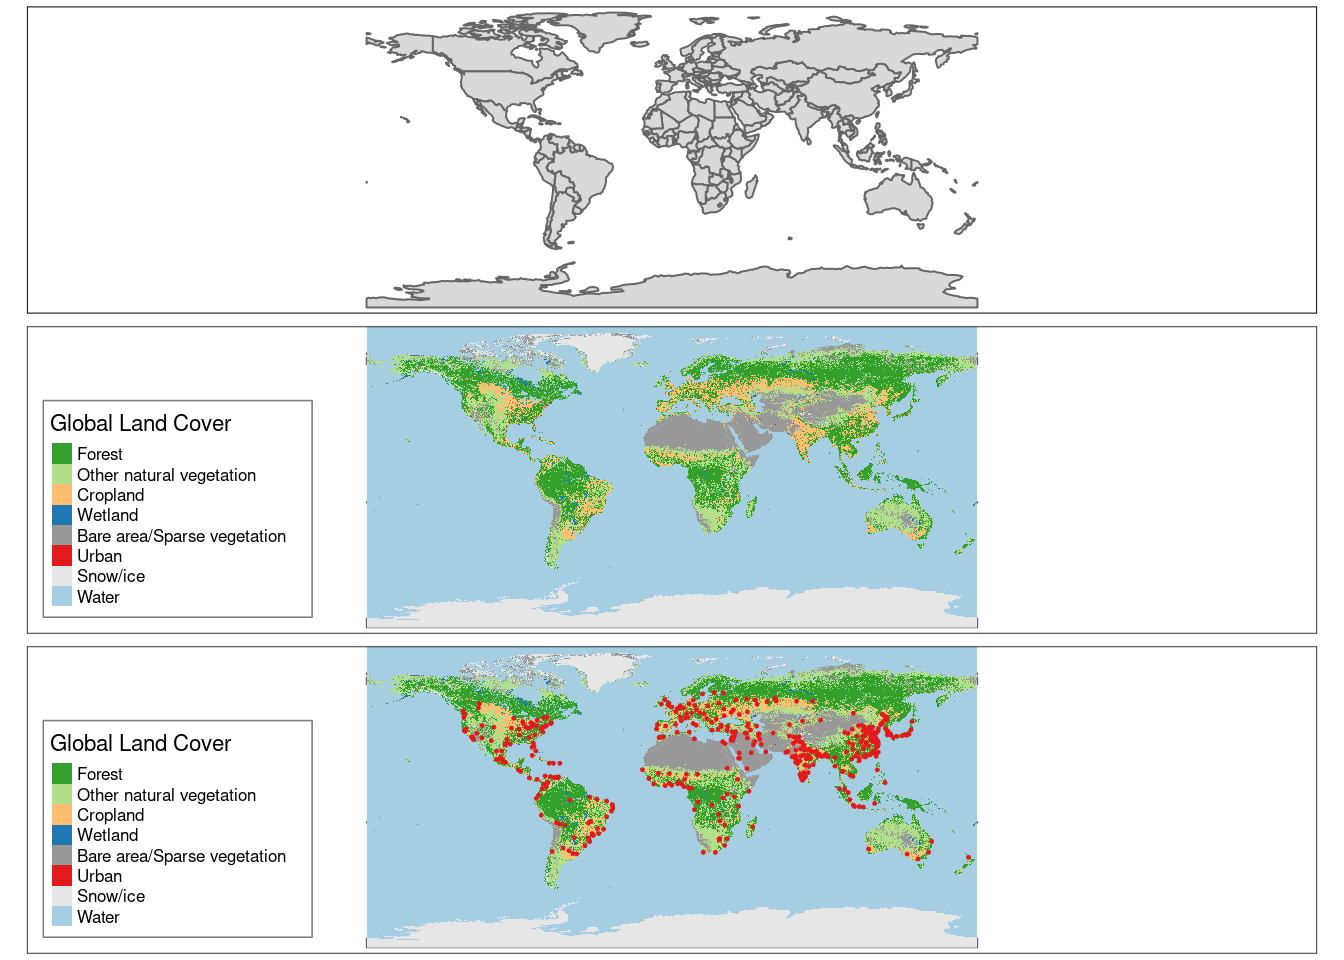 Global Land Cover
Forest
Other natural vegetation
Cropland
Wetland
Bare area/Sparse vegetation
Urban
Snow/ice
Water
Global Land Cover
Forest
Other natural vegetation
Cropland
Wetland
Bare area/Sparse vegetation
Urban
Snow/ice
Water